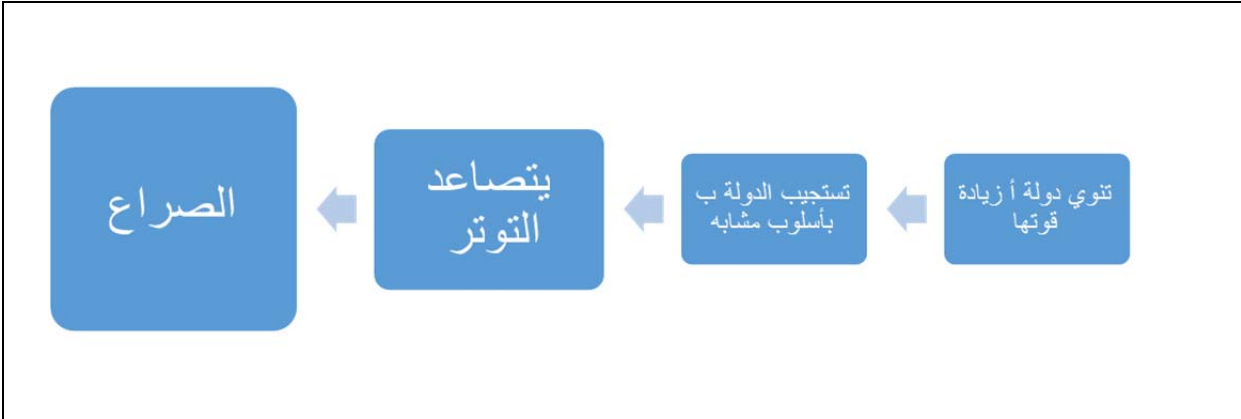 تنوي دولة أ زيادة
قوتها
تستجيب الدولة ب
بأسلوب مشابه
يتصاعد
التوتر
الصراع